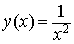 y(x) = 1/x²